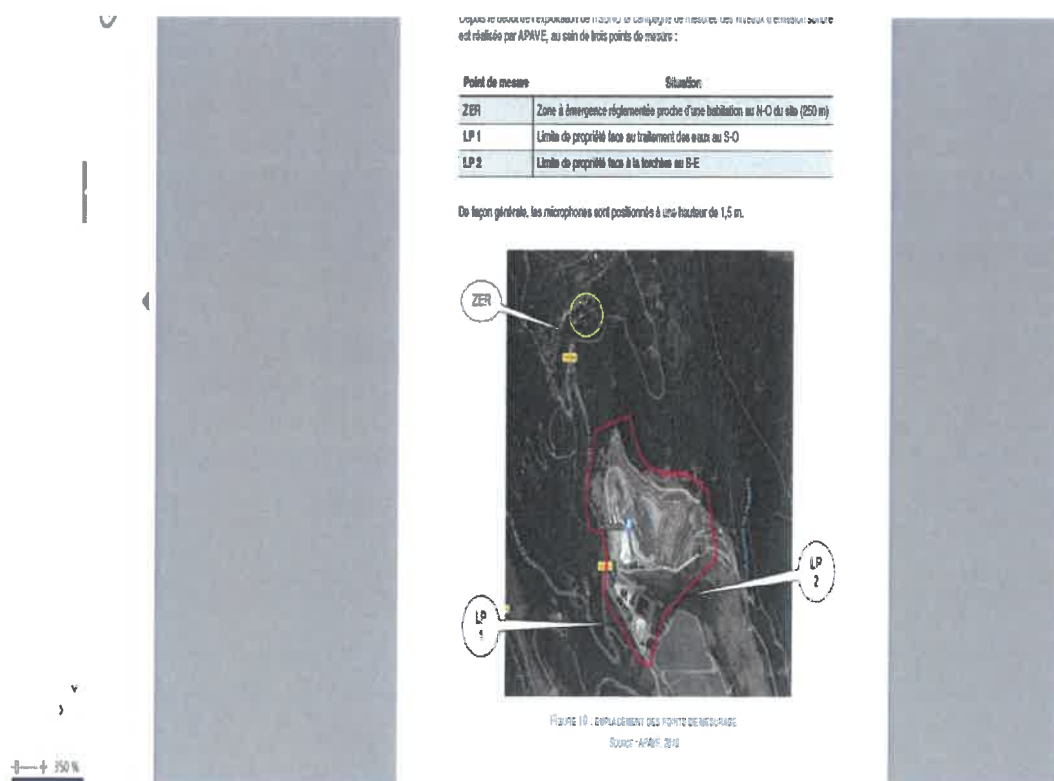 est réalisée par APAVE, au sein de trois points de mesure :
Point de mesure Situation
ZER Zone à émergence réglementée proche d'une habitation au N-O du site (250 m)
LP 1 Limite de propriété face au traitement des eaux au S-O
LP 2 Limite de propriété face à la torchère au S-E
De façon générale, les microphones sont positionnés à une hauteur de 1,5 m.
ZER
LP
2
LP
1
FIGURE 10 : EMPLACEMENT DES POINTS DE MESURAGE
SOURCE : APAVE, 2010
350 %